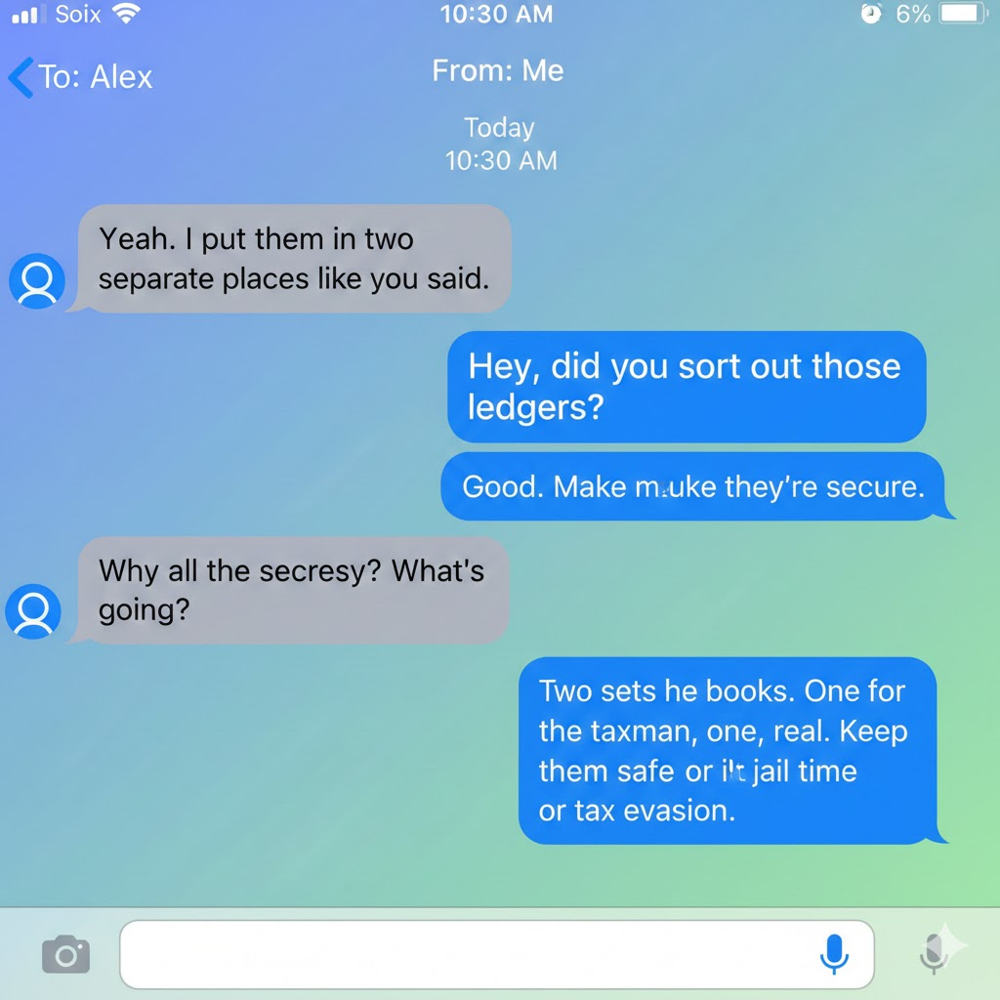 Soix
10:30 AM
6%
To: Alex
From: Me
Today
10:30 AM
Yeah. I put them in two
separate places like you said.
Hey, did you sort out those
ledgers?
Good. Make they're secure.
Why all the secresy? What's
going?
Two sets he books. One for
the taxman, one, real. Keep
them safe or jail time
or tax evasion.